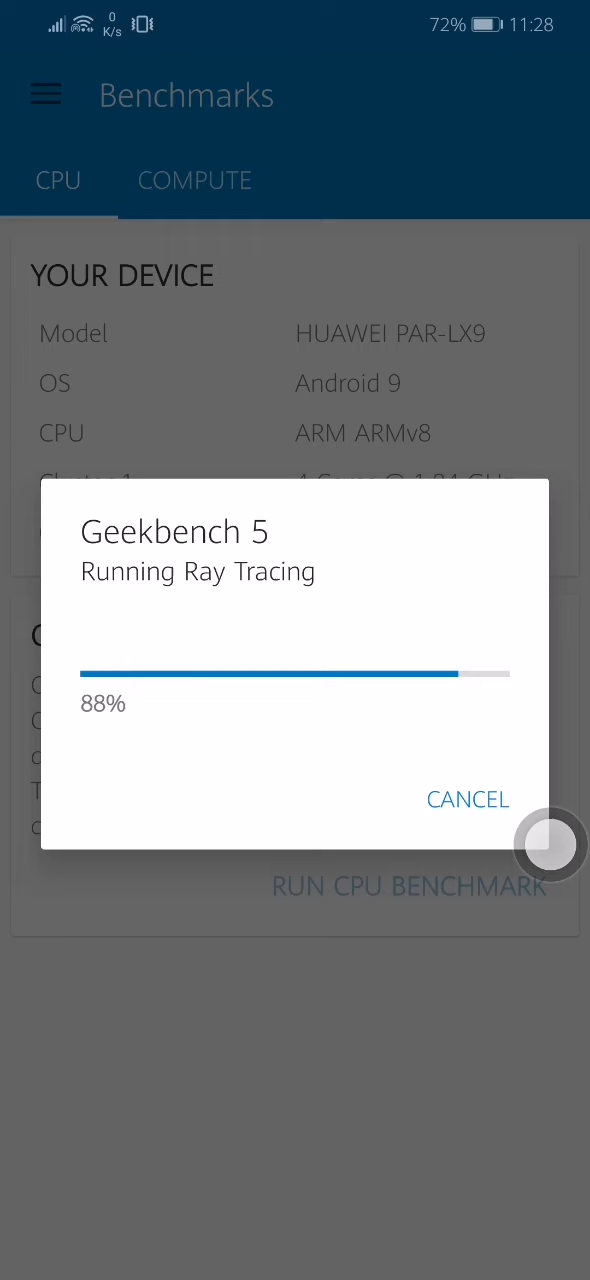 0
K/s
72% 11:28
Benchmarks
CPU COMPUTE
YOUR DEVICE
Model HUAWEI PAR-LX9
OS Android 9
CPU ARM ARMv8
Geekbench 5
Running Ray Tracing
88%
CANCEL
RUN CPU BENCHMARK